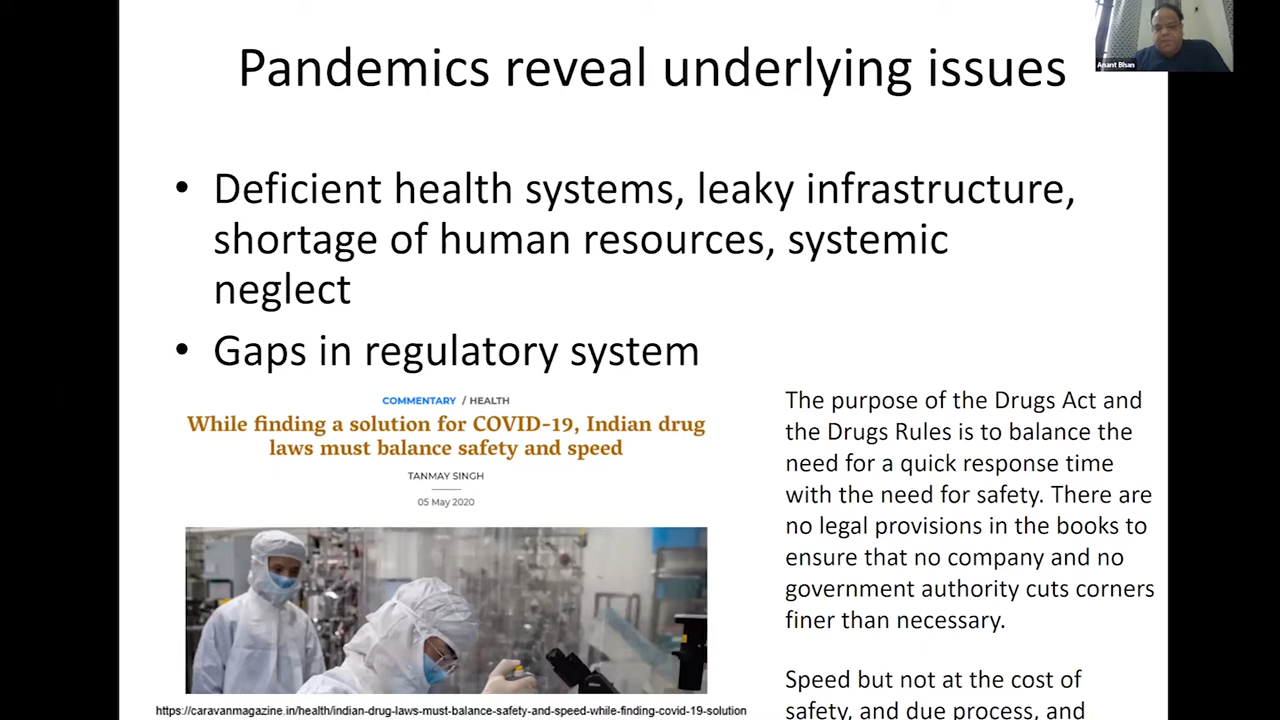 Pandemics reveal underlying issues
Anant Bhan
• Deficient health systems, leaky infrastructure,
shortage of human resources, systemic
neglect
• Gaps in regulatory system
COMMENTARY / HEALTH
While finding a solution for COVID-19, Indian drug
laws must balance safety and speed
TANMAY SINGH
05 May 2020
https://caravanmagazine.in/health/indian-drug-laws-must-balance-safety-and-speed-while-finding-covid-19-solution
The purpose of the Drugs Act and
the Drugs Rules is to balance the
need for a quick response time
with the need for safety. There are
no legal provisions in the books to
ensure that no company and no
government authority cuts corners
finer than necessary.
Speed but not at the cost of
safety, and due process, and